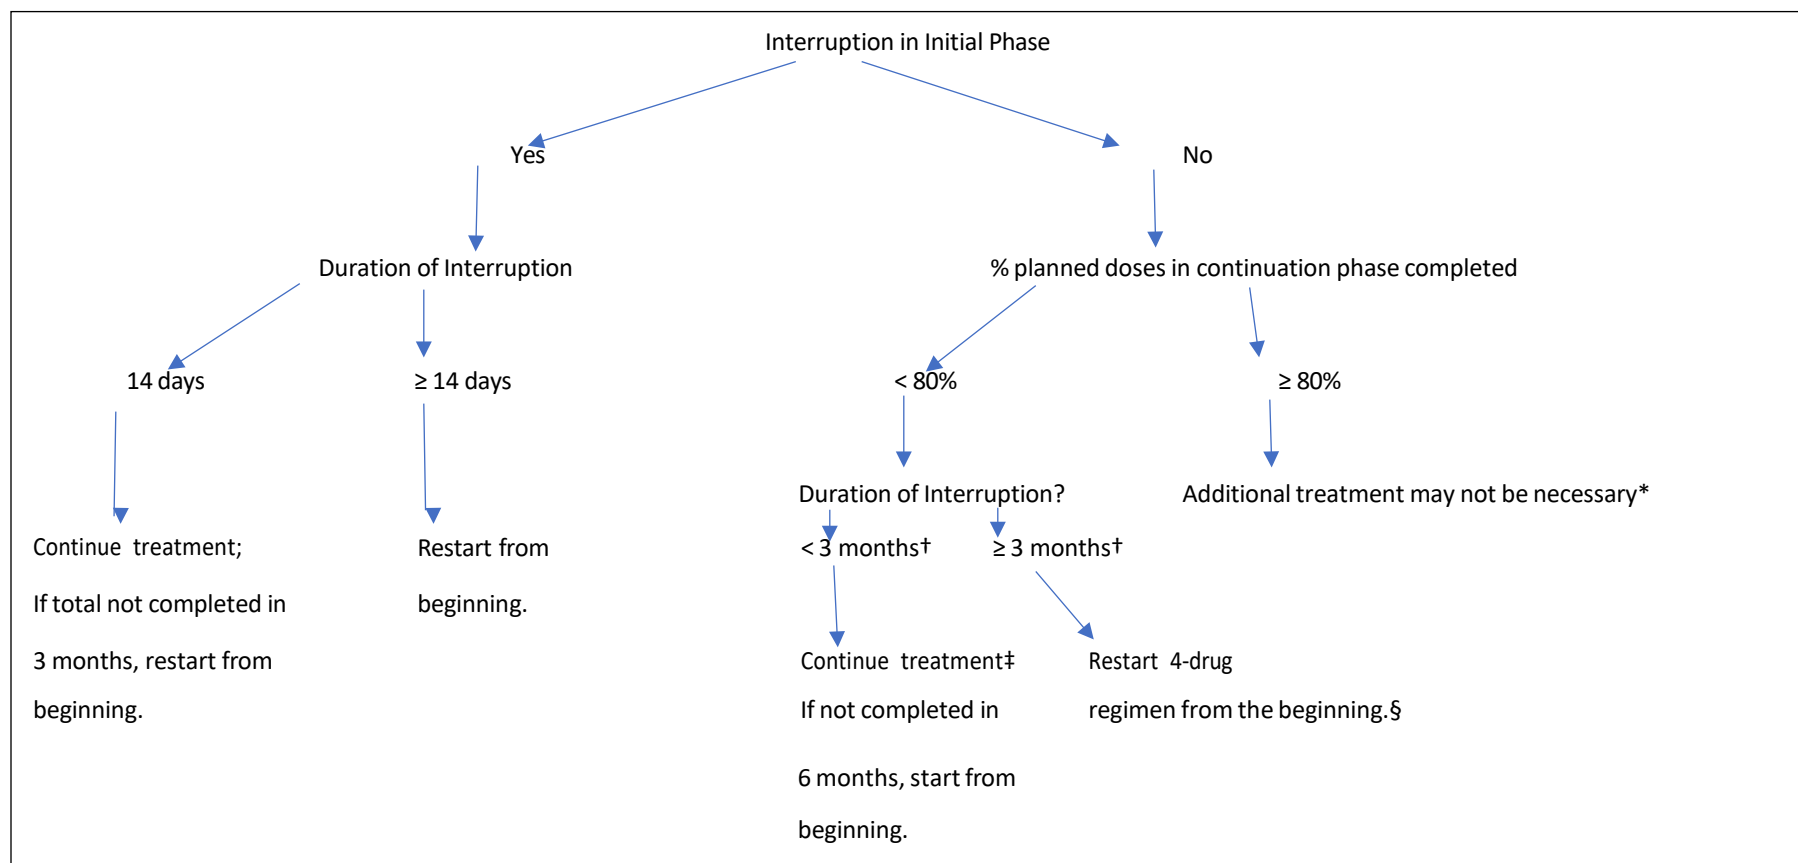 Interruption in Initial Phase
Yes
No
Duration of Interruption
% planned doses in continuation phase completed
14 days
≥ 14 days
< 80%
≥ 80%
Duration of Interruption?
Additional treatment may not be necessary*
Continue treatment;
If total not completed in
3 months, restart from
beginning.
Restart from
beginning.
< 3 months†
≥ 3 months†
Continue treatment‡
If not completed in
6 months, start from
beginning.
Restart 4-drug
regimen from the beginning.§